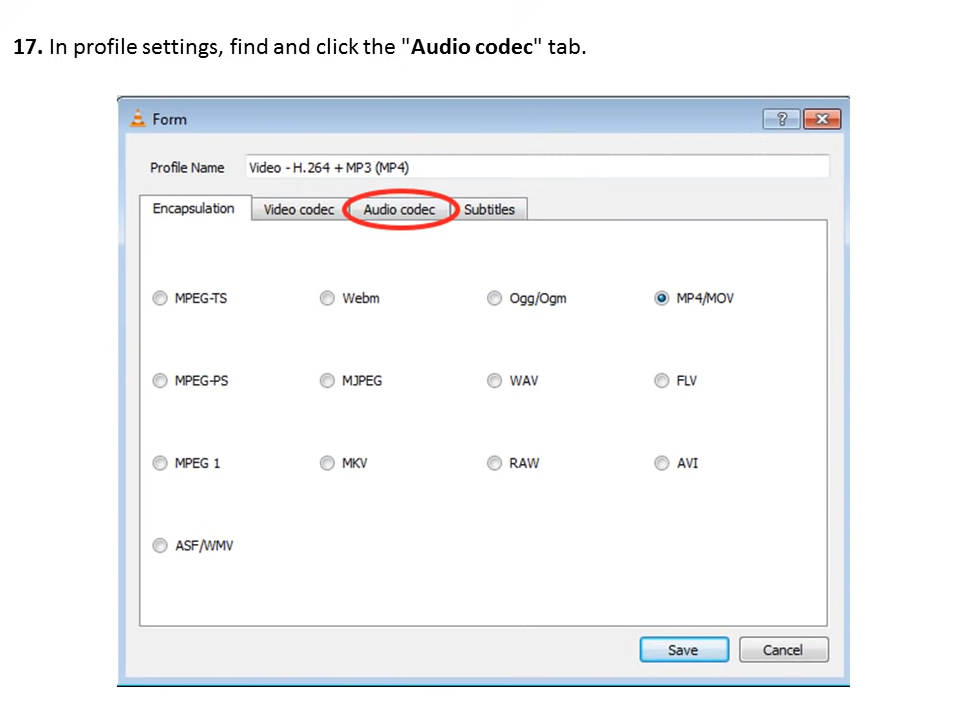 17. In profile settings, find and click the "Audio codec" tab.
Form
Profile Name Video - H.264 + MP3 (MP4)
Encapsulation Video codec Audio codec Subtitles
MPEG-TS Webm Ogg/Ogm MP4/MOV
MPEG-PS MJPEG WAV FLV
MPEG 1 MKV RAW AVI
ASF/WMV
Save Cancel